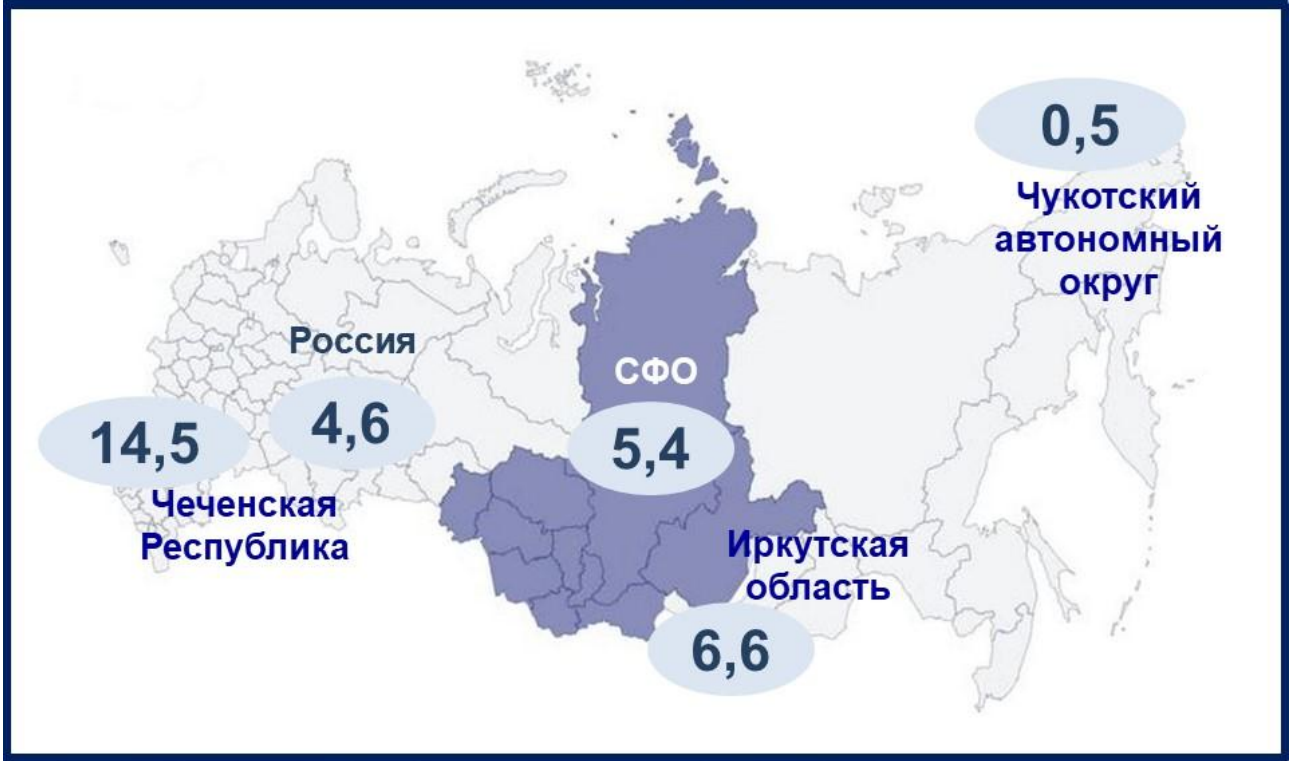 0,5
Чукотский
автономный
округ
Россия
4,6
СФО
5,4
14,5
Чеченская
Республика
Иркутская
область
6,6